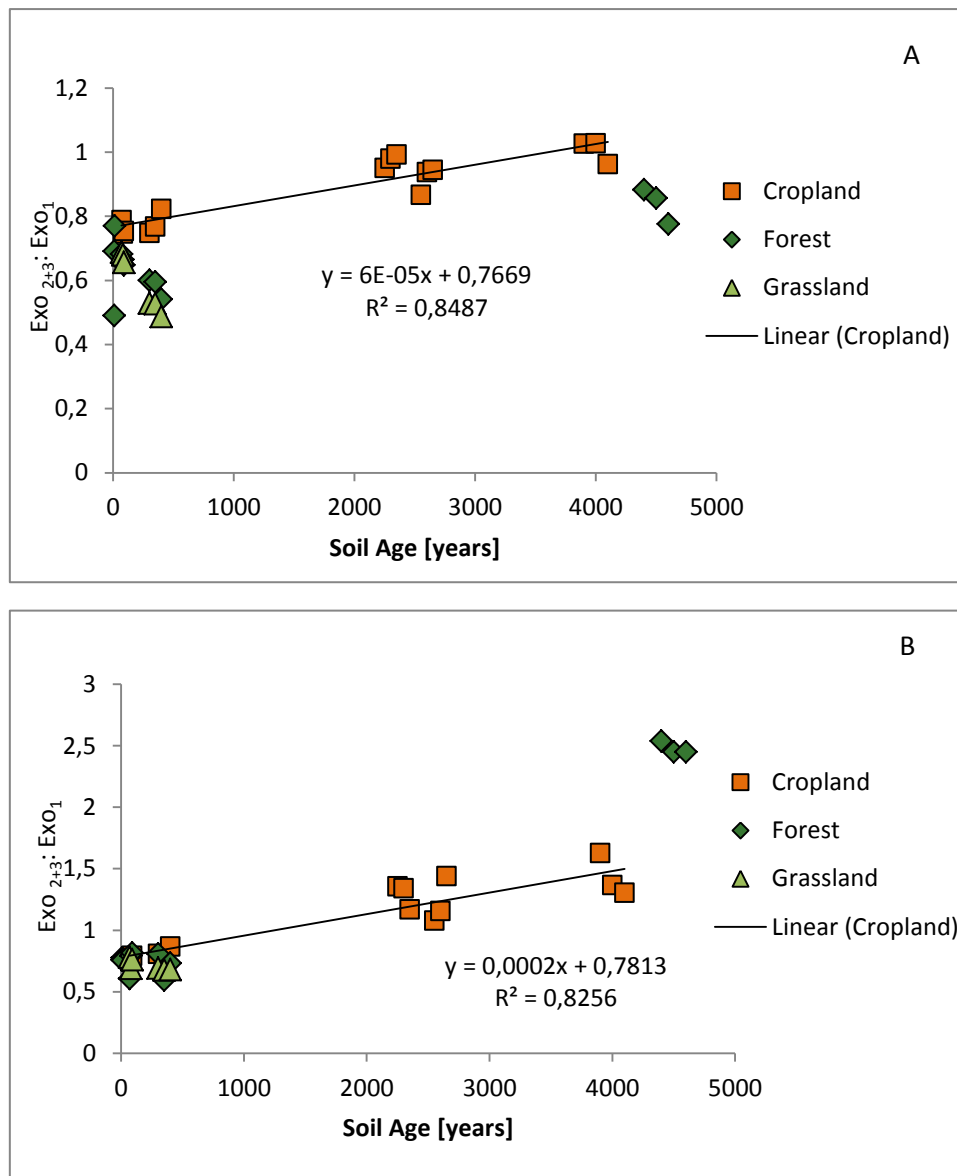 A
1,2
1
0,8
0,6
0,4
0,2
0
Exo 2+3: Exo1
y = 6E-05x + 0,7669
R² = 0,8487
Cropland
Forest
Grassland
Linear (Cropland)
0 1000 2000 3000 4000 5000
Soil Age [years]
B
3
2,5
2
1,5
1
0,5
0
Exo 2+3: Exo1
y = 0,0002x + 0,7813
R² = 0,8256
Cropland
Forest
Grassland
Linear (Cropland)
0 1000 2000 3000 4000 5000
Soil Age [years]